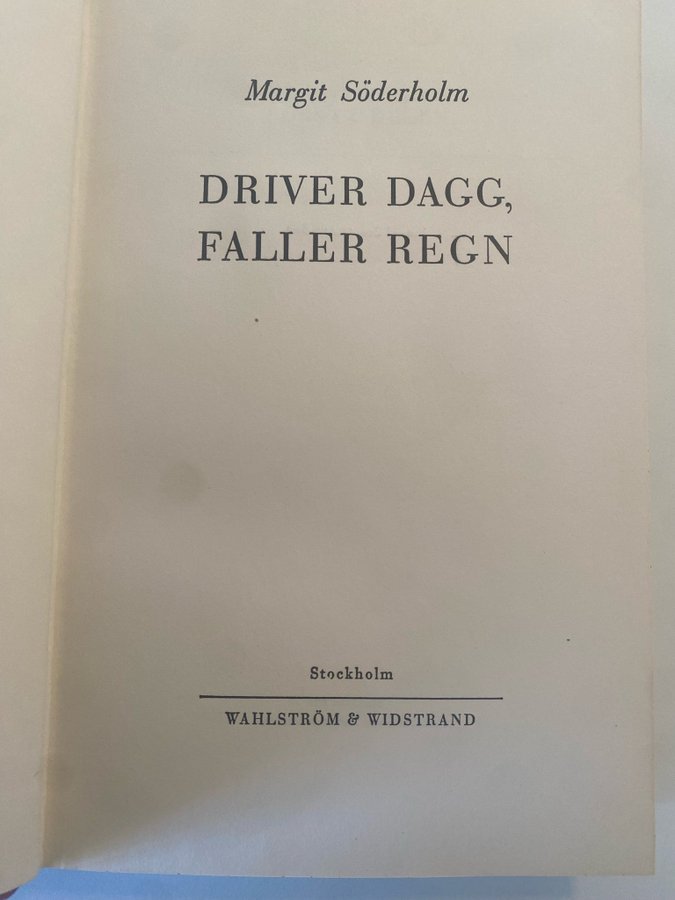 Margit Söderholm
DRIVER DAGG,
FALLER REGN
Stockholm
WAHLSTRÖM & WIDSTRAND